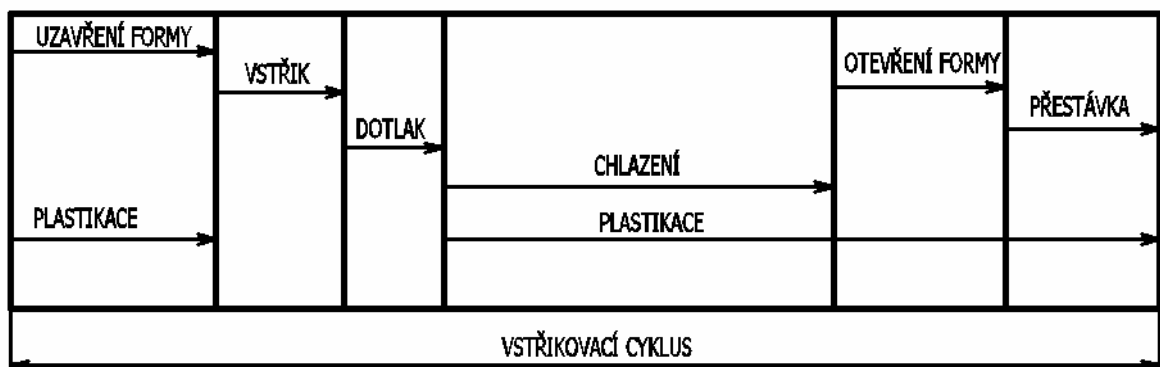 UZAVŘENÍ FORMY
VSTŘIK
OTEVŘENÍ FORMY
PŘESTÁVKA
DOTLAK
CHLAZENÍ
PLASTIKACE
PLASTIKACE
VSTŘIKOVACÍ CYKLUS